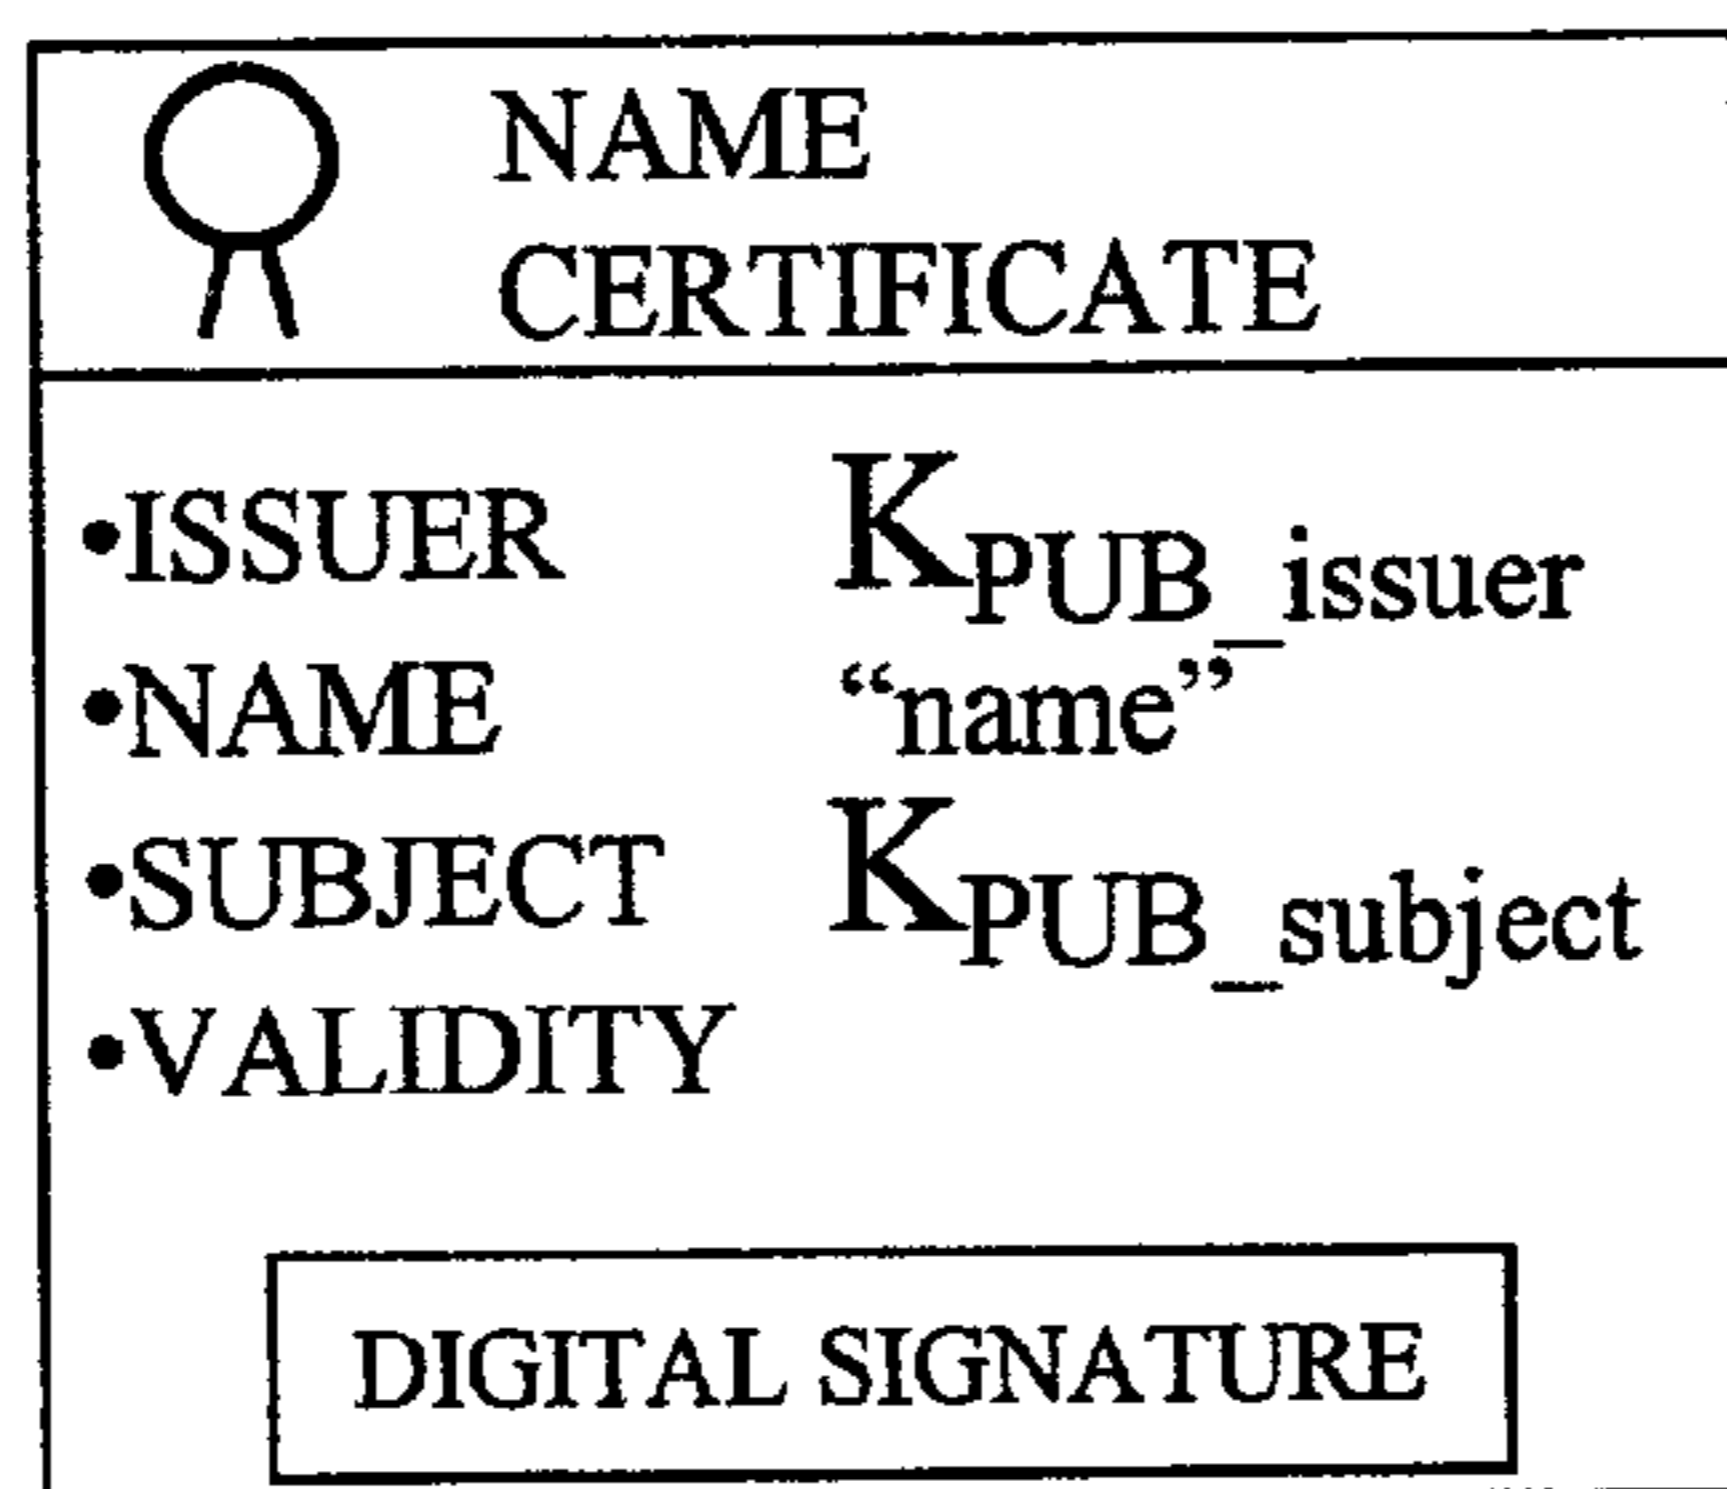 NAME
CERTIFICATE
•ISSUER K_PUB_issuer
•NAME “name”
•SUBJECT K_PUB_subject
•VALIDITY
DIGITAL SIGNATURE